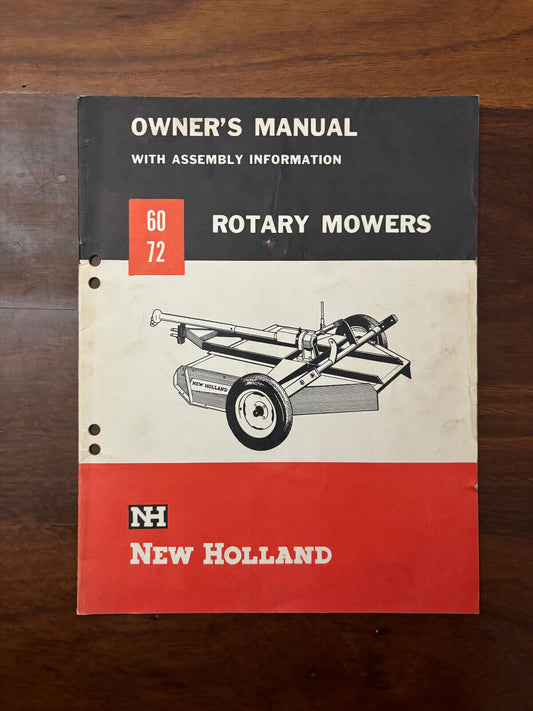 OWNER'S MANUAL
WITH ASSEMBLY INFORMATION
60
72
ROTARY MOWERS
NEW HOLLAND
NH
NEW HOLLAND